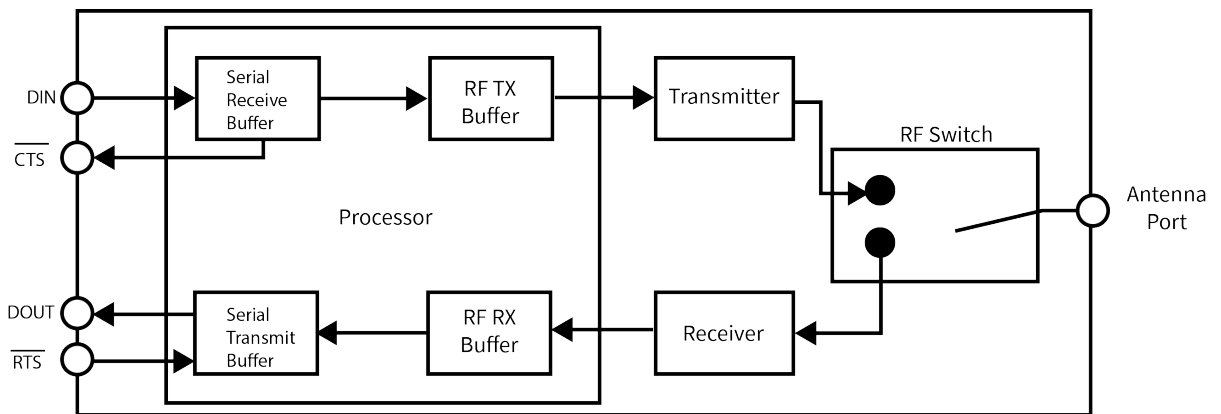 DIN
CTS
Serial
Receive
Buffer
RF TX
Buffer
Transmitter
RF Switch
Antenna
Port
Processor
DOUT
RTS
Serial
Transmit
Buffer
RF RX
Buffer
Receiver